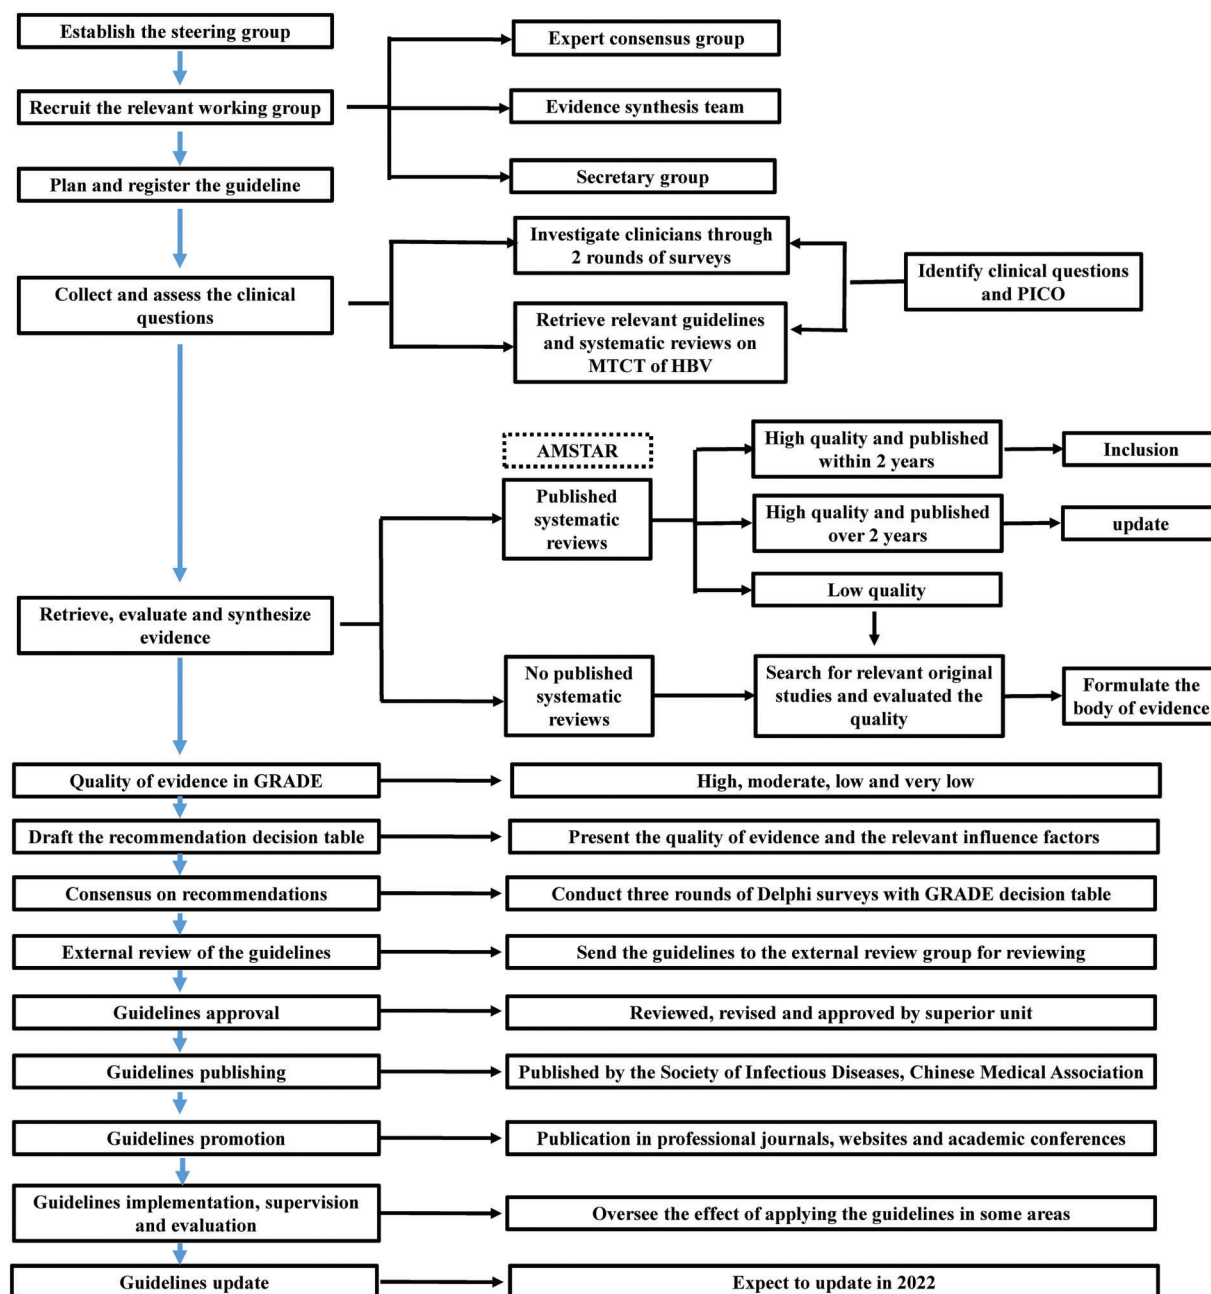 Establish the steering group
Expert consensus group
Recruit the relevant working group
Evidence synthesis team
Plan and register the guideline
Secretary group
Investigate clinicians through
2 rounds of surveys
Collect and assess the clinical
questions
Identify clinical questions
and PICO
Retrieve relevant guidelines
and systematic reviews on
MTCT of HBV
AMSTAR
Published
systematic
reviews
High quality and published
within 2 years
Inclusion
High quality and published
over 2 years
update
Low quality
Retrieve, evaluate and synthesize
evidence
No published
systematic
reviews
Search for relevant original
studies and evaluated the
quality
Formulate the
body of evidence
Quality of evidence in GRADE
High, moderate, low and very low
Draft the recommendation decision table
Present the quality of evidence and the relevant influence factors
Consensus on recommendations
Conduct three rounds of Delphi surveys with GRADE decision table
External review of the guidelines
Send the guidelines to the external review group for reviewing
Guidelines approval
Reviewed, revised and approved by superior unit
Guidelines publishing
Published by the Society of Infectious Diseases, Chinese Medical Association
Guidelines promotion
Publication in professional journals, websites and academic conferences
Guidelines implementation, supervision
and evaluation
Oversee the effect of applying the guidelines in some areas
Guidelines update
Expect to update in 2022